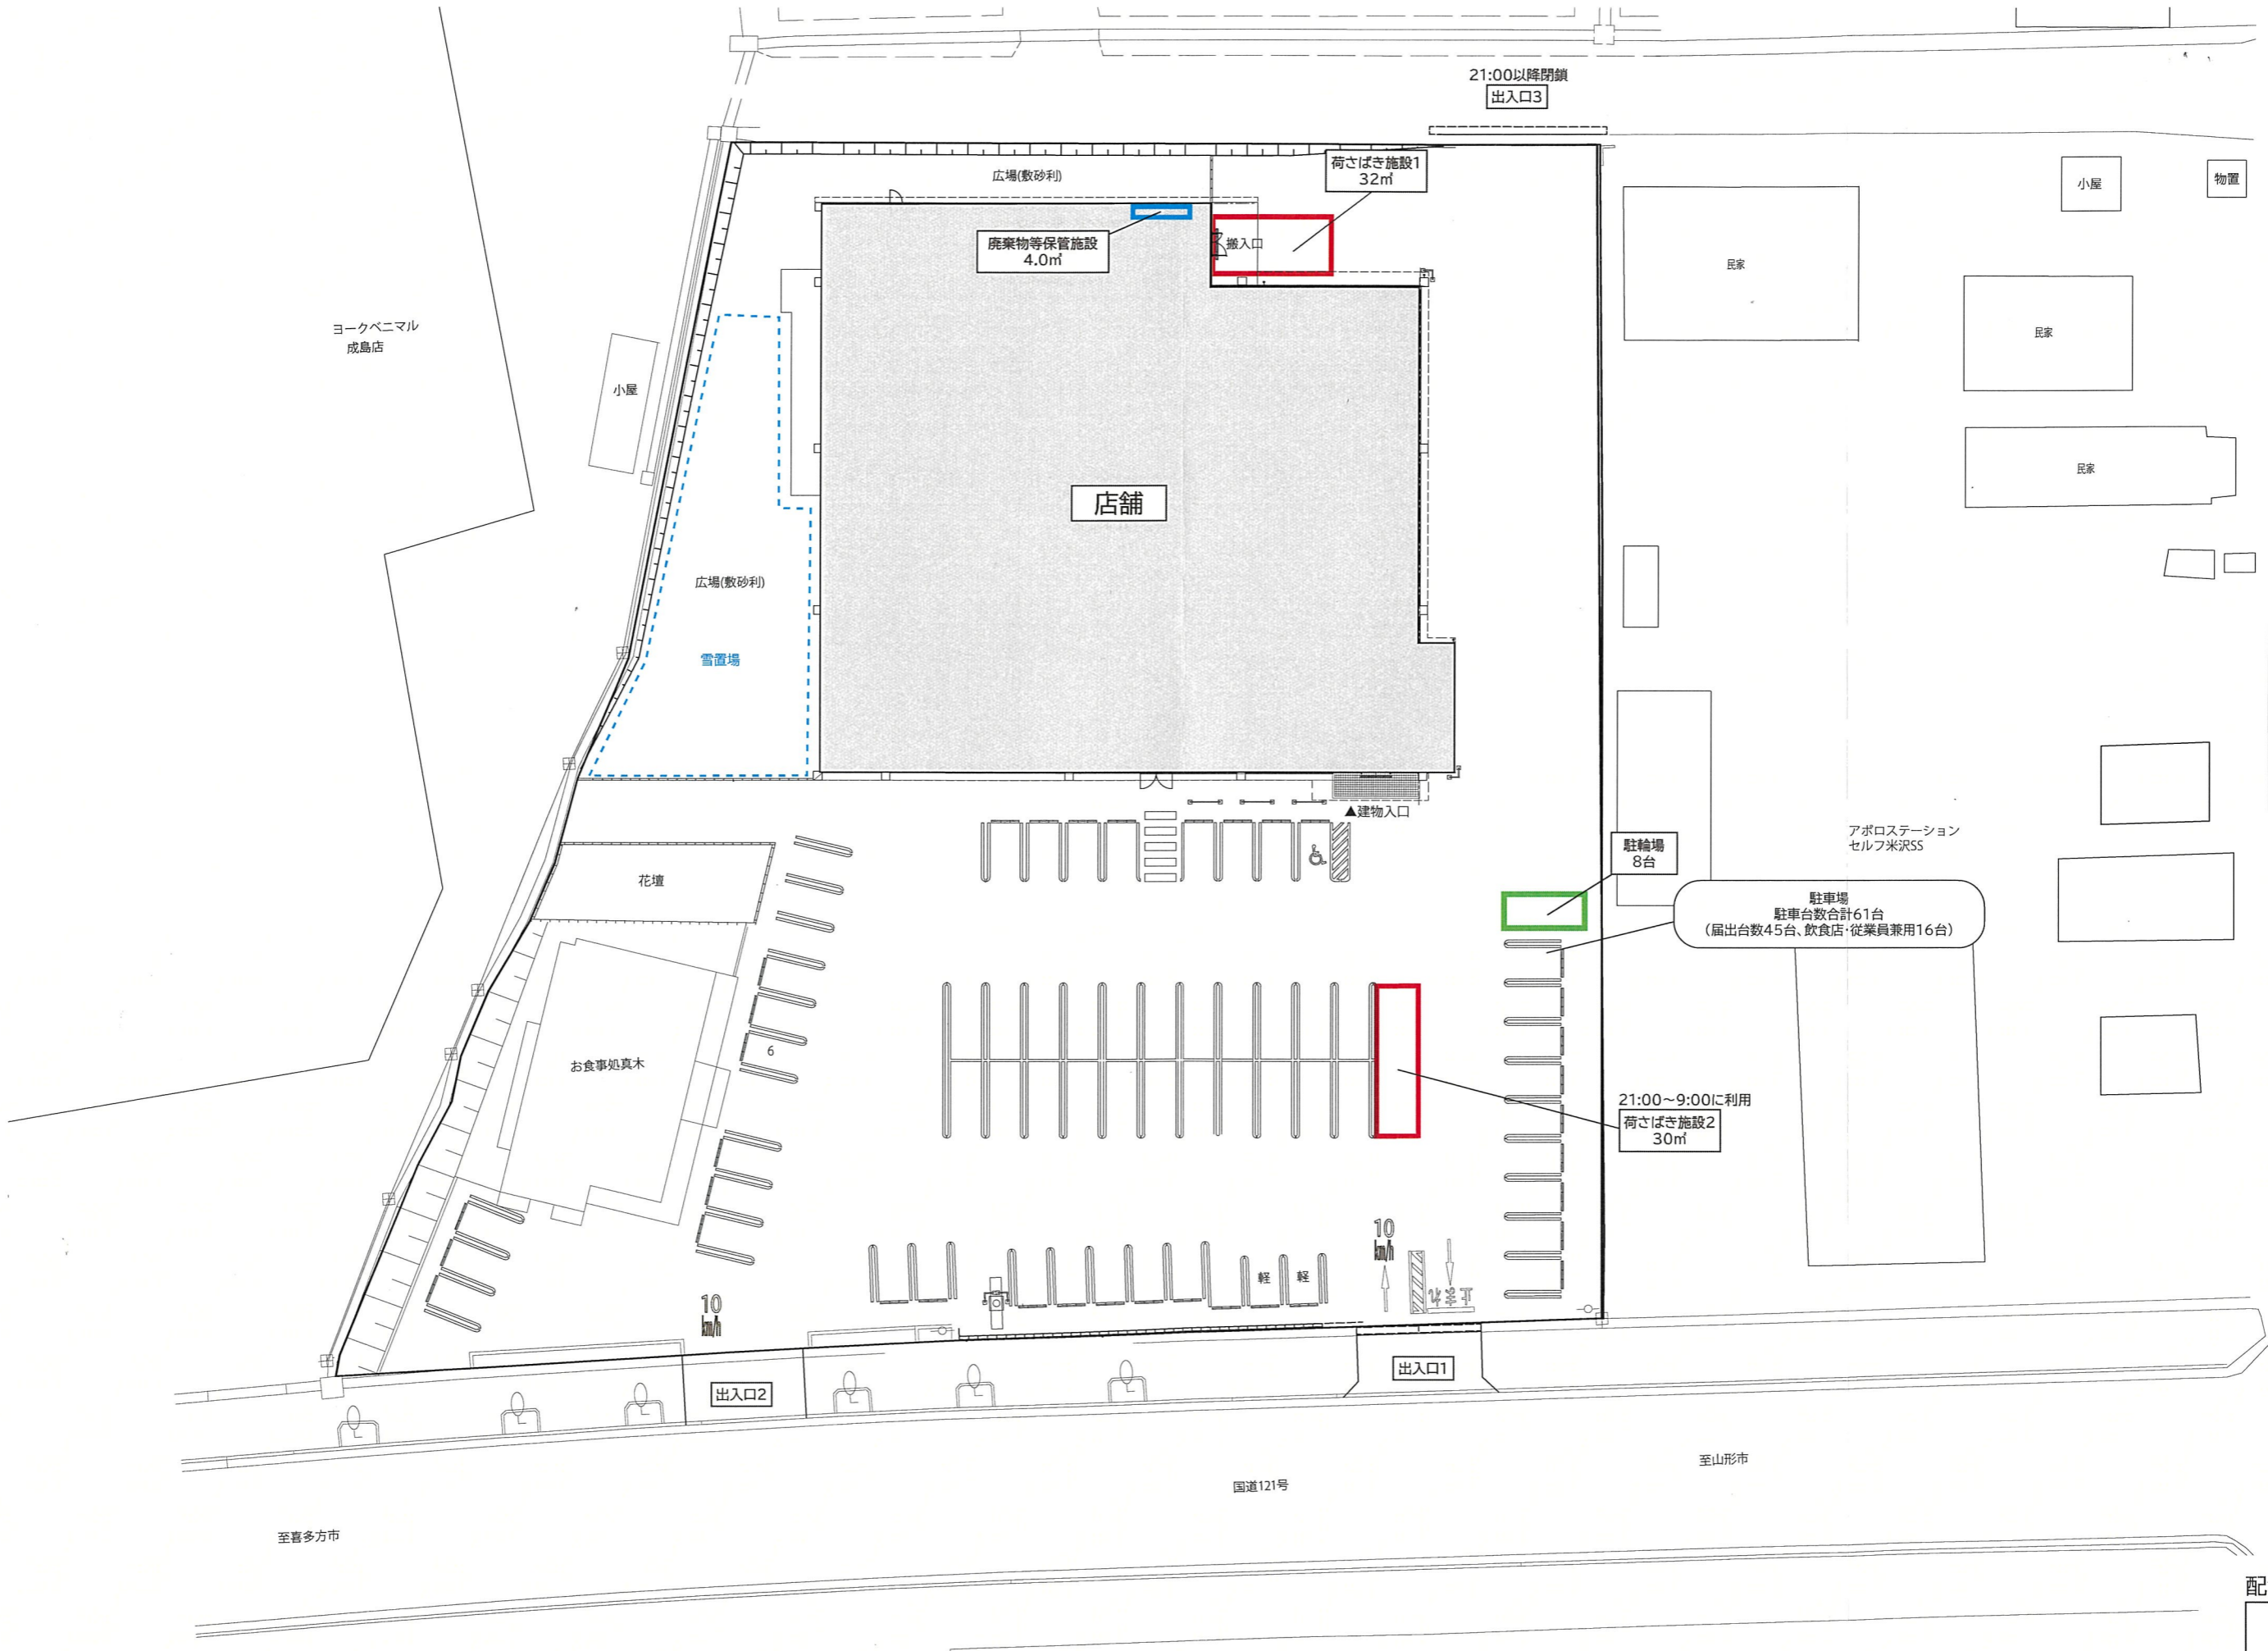 21:00以降閉鎖
出入口3
荷さばき施設1
32㎡
広場(敷砂利)
小屋
物置
廃棄物等保管施設
4.0㎡
搬入口
民家
ヨークベニマル
成島店
民家
小屋
民家
店舗
広場(敷砂利)
雪置場
▲建物入口
アポロステーション
セルフ米沢SS
駐輪場
8台
花壇
駐車場
駐車台数合計61台
(届出台数45台、飲食店・従業員兼用16台)
6
お食事処真木
21:00～9:00に利用
荷さばき施設2
30㎡
10
km/h
軽
軽
止まれ
10
km/h
出入口1
出入口2
至山形市
国道121号
至喜多方市
配